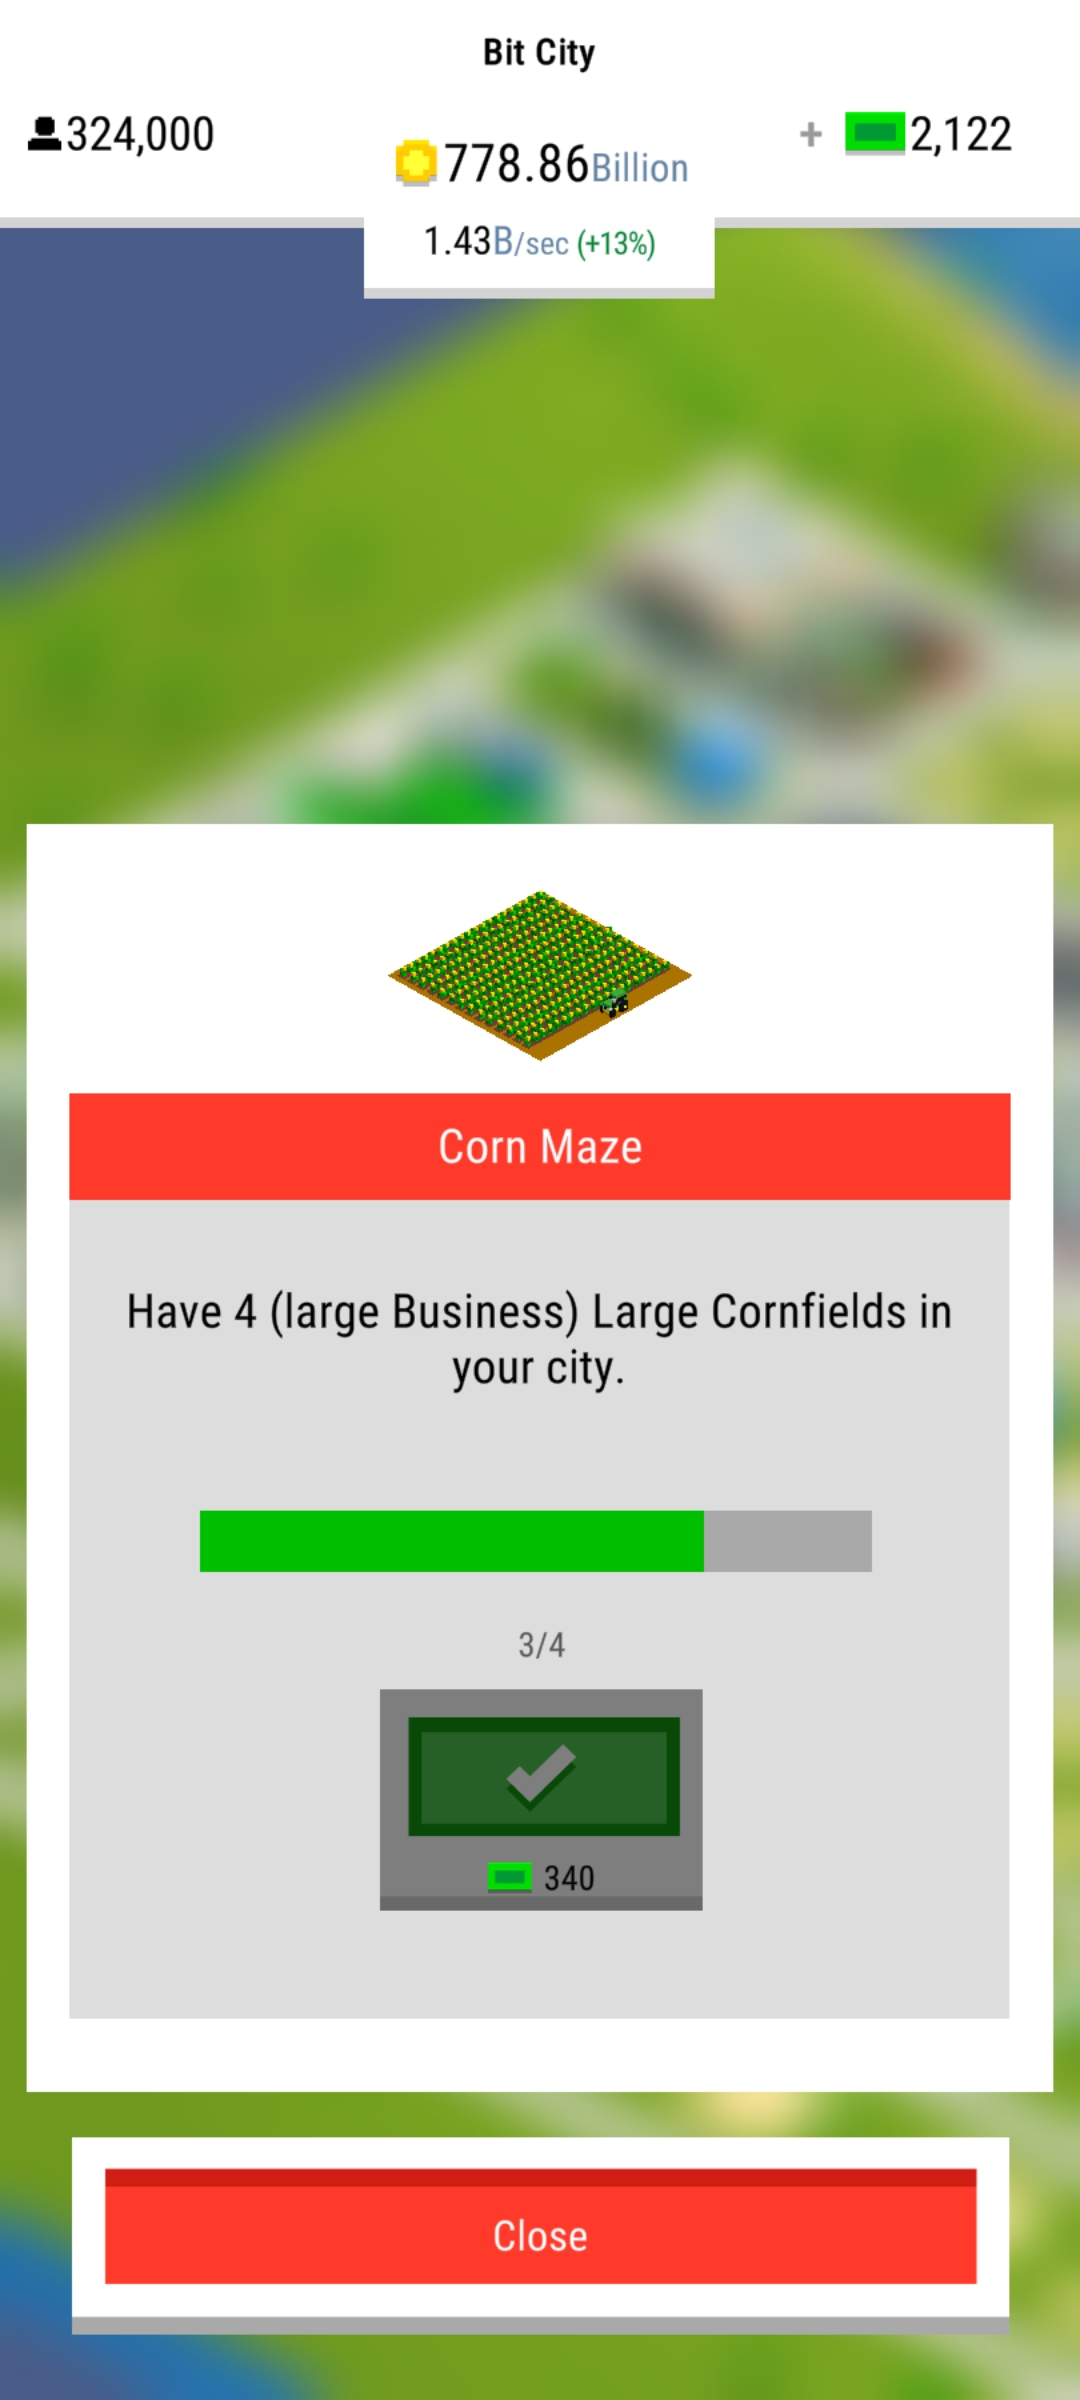 Bit City
324,000
778.86Billion
+ 2,122
1.43B/sec (+13%)
Corn Maze
Have 4 (large Business) Large Cornfields in
your city.
3/4
340
Close